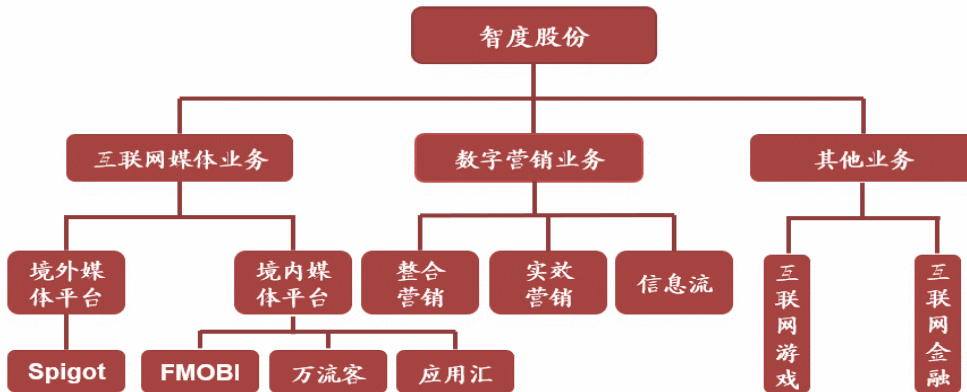 智度股份
互联网媒体业务
数字营销业务
其他业务
境外媒
体平台
境内媒
体平台
整合
营销
实效
营销
信息流
互联网游戏
互联网金融
Spigot
FMOBI
万流客
应用汇